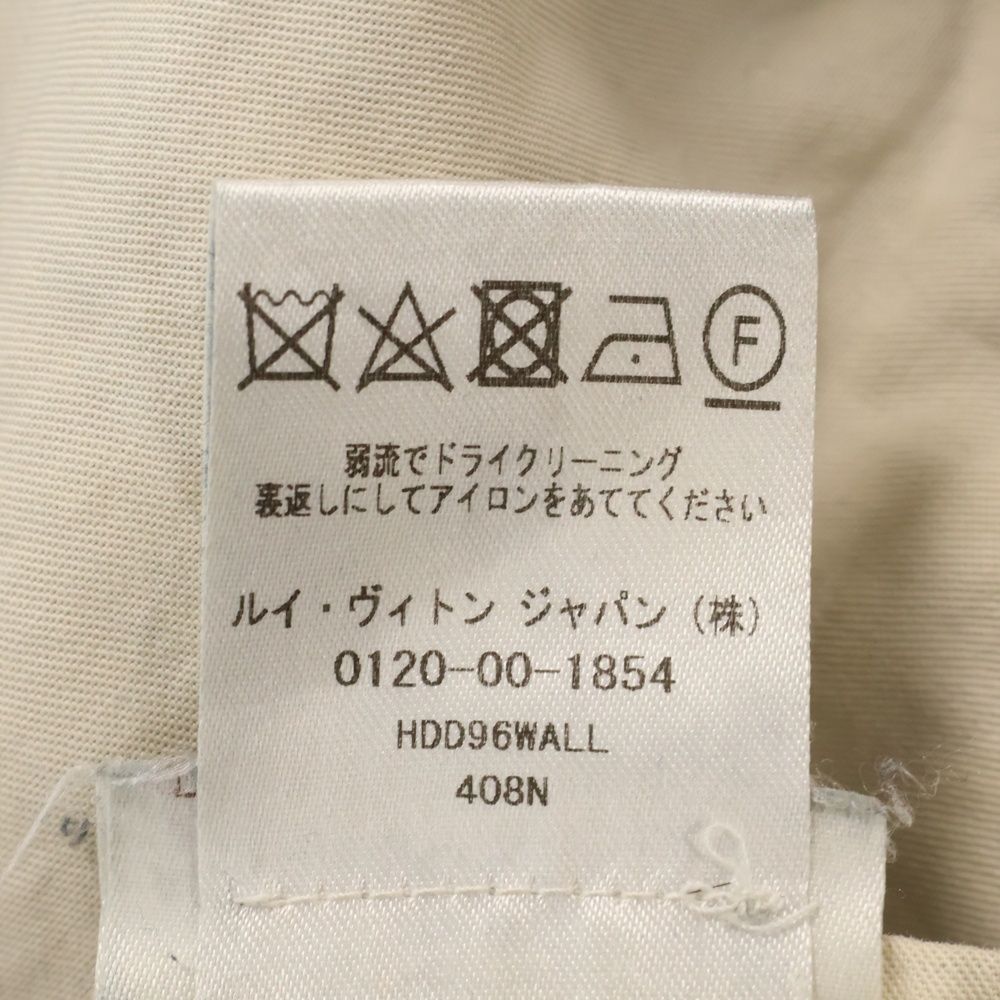 F
弱流でドライクリーニング
裏返しにしてアイロンをあててください
ルイ・ヴィトン ジャパン (株)
0120-00-1854
HDD96WALL
408N